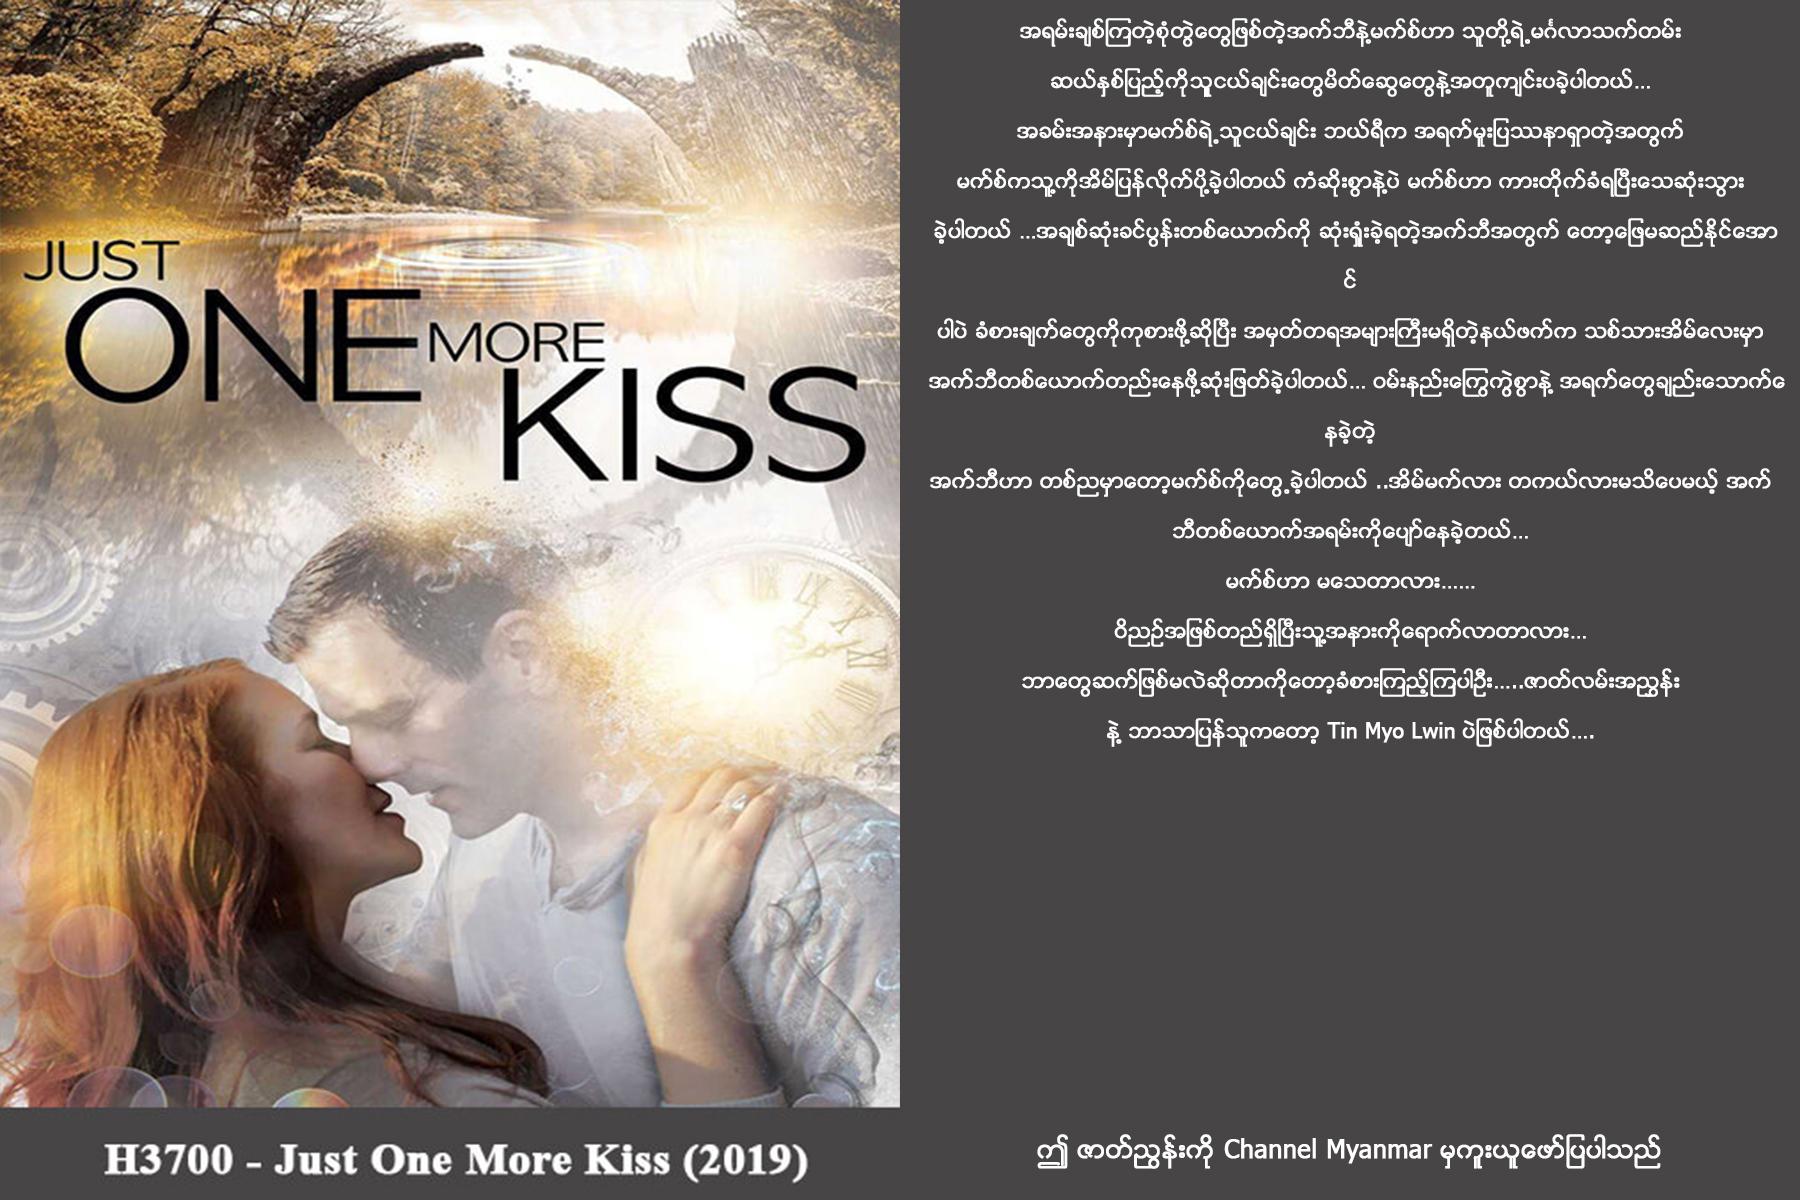 JUST
ONE MORE
KISS
H3700 - Just One More Kiss (2019)
အရမ်းချစ်ကြတဲ့စုံတွဲတွေဖြစ်တဲ့အက်ဘီနဲ့မက်စ်ဟာ သူတို့ရဲ့မင်္ဂလာသက်တမ်း
ဆယ်နှစ်ပြည့်ကိုသူငယ်ချင်းတွေမိတ်ဆွေတွေနဲ့အတူကျင်းပခဲ့ပါတယ်...
အခမ်းအနားမှာမက်စ်ရဲ့သူငယ်ချင်း ဘယ်ရီက အရက်မူးပြဿနာရှာတဲ့အတွက်
မက်စ်ကသူ့ကိုအိမ်ပြန်လိုက်ပို့ခဲ့ပါတယ် ကံဆိုးစွာနဲ့ပဲ မက်စ်ဟာ ကားတိုက်ခံရပြီးသေဆုံးသွား
ခဲ့ပါတယ် ...အချစ်ဆုံးခင်ပွန်းတစ်ယောက်ကို ဆုံးရှုံးခဲ့ရတဲ့အက်ဘီအတွက် တော့ဖြေမဆည်နိုင်အော
င်
ပါပဲ ခံစားချက်တွေကိုကုစားဖို့ဆိုပြီး အမှတ်တရအများကြီးမရှိတဲ့နယ်ဖက်က သစ်သားအိမ်လေးမှာ
အက်ဘီတစ်ယောက်တည်းနေဖို့ဆုံးဖြတ်ခဲ့ပါတယ်... ဝမ်းနည်းကြေကွဲစွာနဲ့ အရက်တွေချည်းသောက်ေ
နခဲ့တဲ့
အက်ဘီဟာ တစ်ညမှာတော့မက်စ်ကိုတွေ့ခဲ့ပါတယ် ..အိမ်မက်လား တကယ်လားမသိပေမယ့် အက်
ဘီတစ်ယောက်အရမ်းကိုပျော်နေခဲ့တယ်...
မက်စ်ဟာ မသေတာလား......
ဝိညဉ်အဖြစ်တည်ရှိပြီးသူ့အနားကိုရောက်လာတာလား...
ဘာတွေဆက်ဖြစ်မလဲဆိုတာကိုတော့ခံစားကြည့်ကြပါဦး.....ဇာတ်လမ်းအညွှန်း
နဲ့ ဘာသာပြန်သူကတော့ Tin Myo Lwin ပဲဖြစ်ပါတယ်....
ဤ ဇာတ်ညွှန်းကို Channel Myanmar မှကူးယူဖော်ပြပါသည်